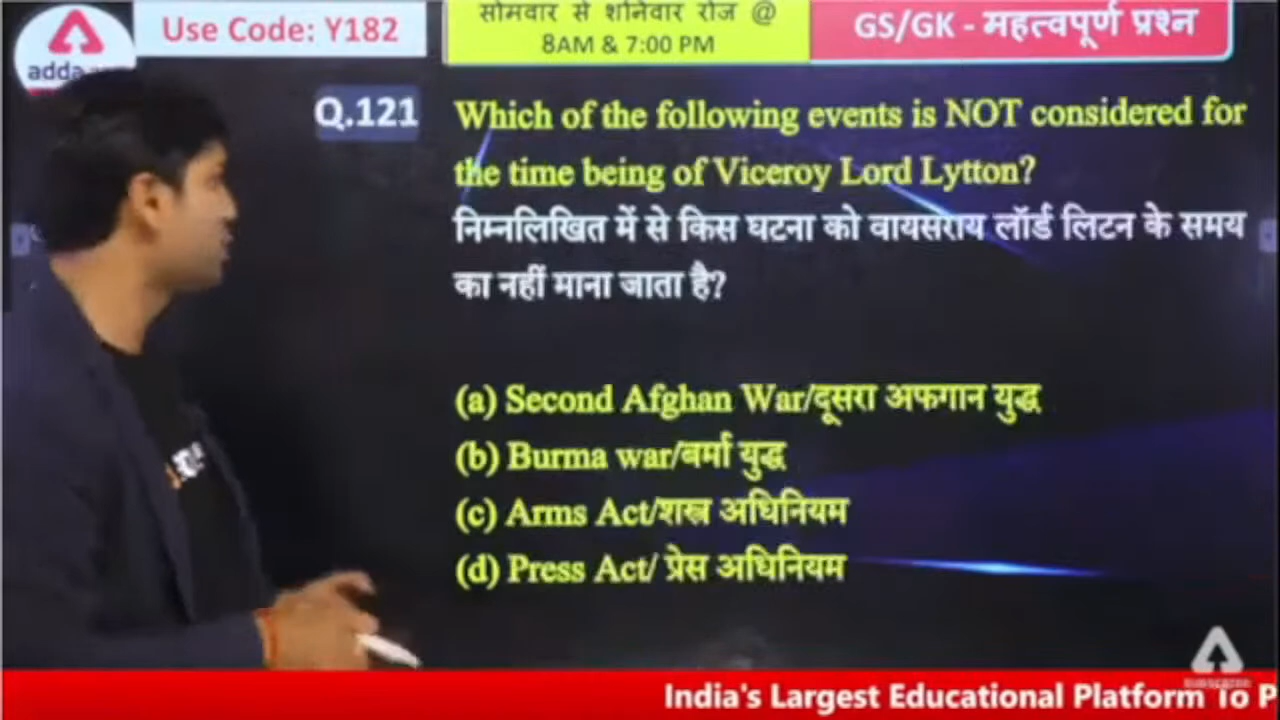 Use Code: Y182
सोमवार से शनिवार रोज @
8AM & 7:00 PM
GS/GK - महत्वपूर्ण प्रश्न
adda
Q.121 Which of the following events is NOT considered for
the time being of Viceroy Lord Lytton?
निम्नलिखित में से किस घटना को वायसराय लॉर्ड लिटन के समय
का नहीं माना जाता है?
(a) Second Afghan War/दूसरा अफगान युद्ध
(b) Burma war/बर्मा युद्ध
(c) Arms Act/शस्त्र अधिनियम
(d) Press Act/ प्रेस अधिनियम
SUBSCRIBE
India's Largest Educational Platform To P